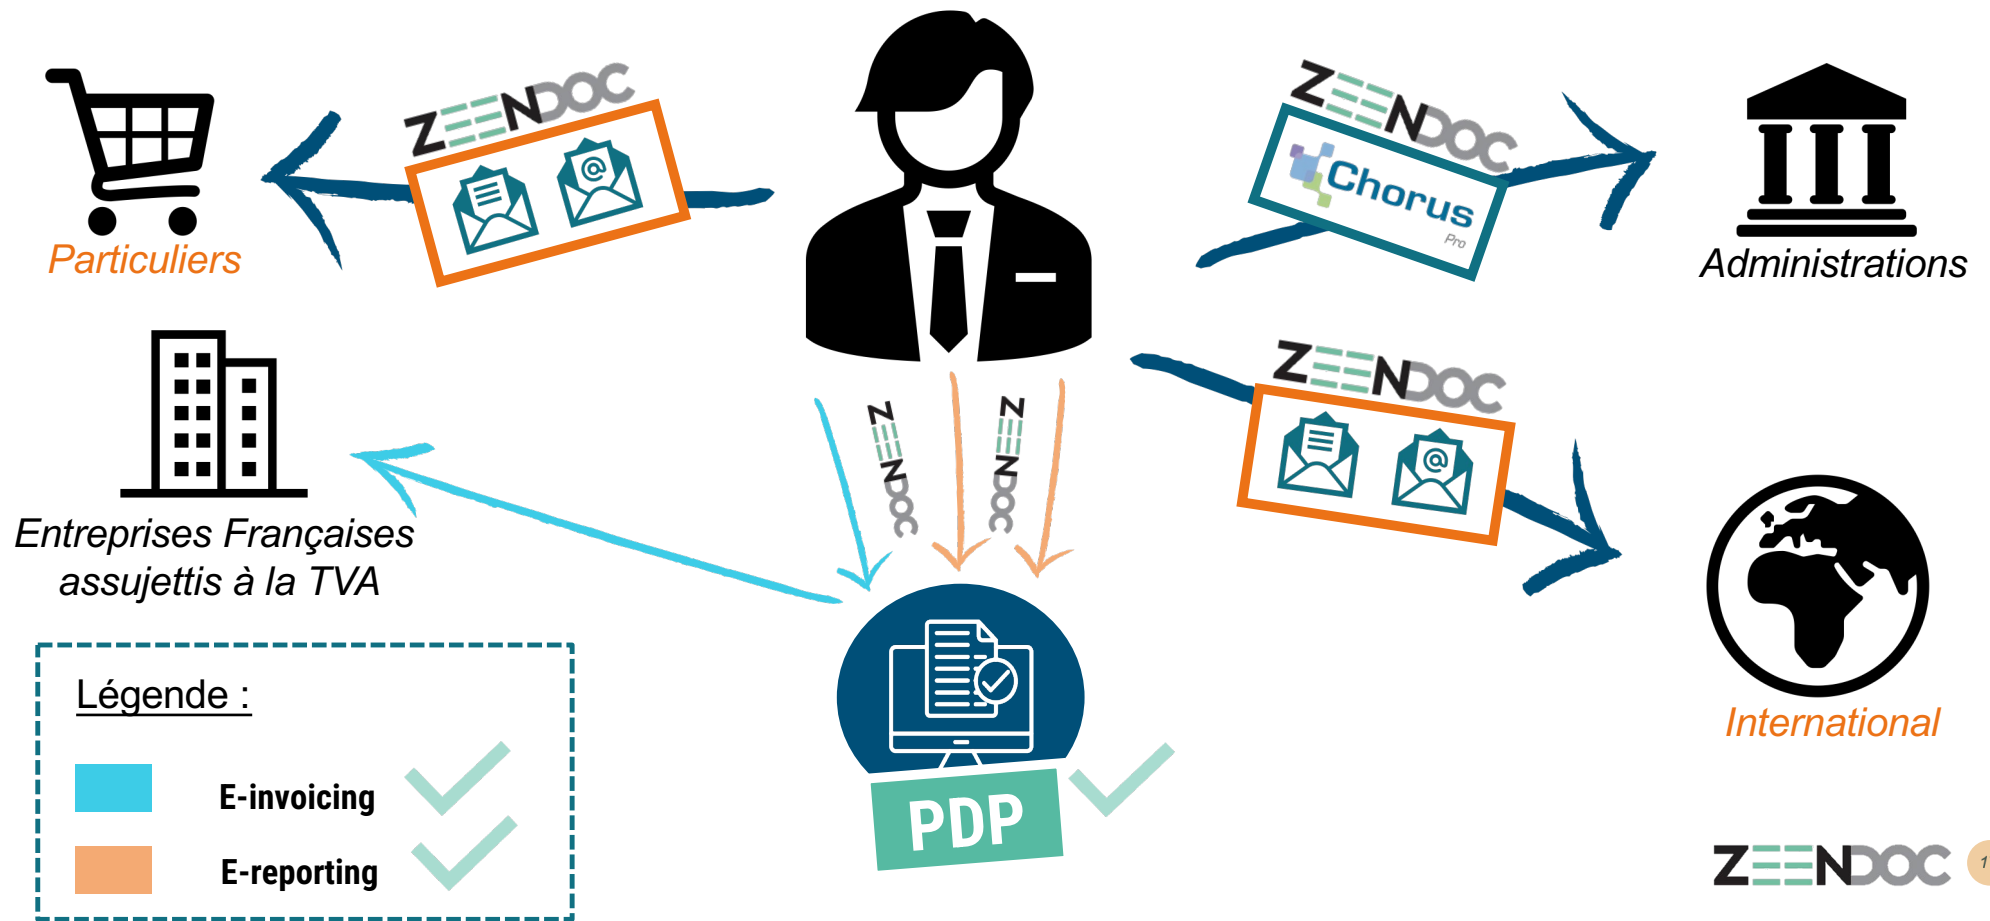 ZEENDOC
ZEENDOC
Chorus
Pro
Particuliers
Administrations
ZEENDOC
ZEENDOC
ZEENDOC
Entreprises Françaises
assujettis à la TVA
@
@
Légende :
E-invoicing
E-reporting
PDP
International
ZEENDOC
1